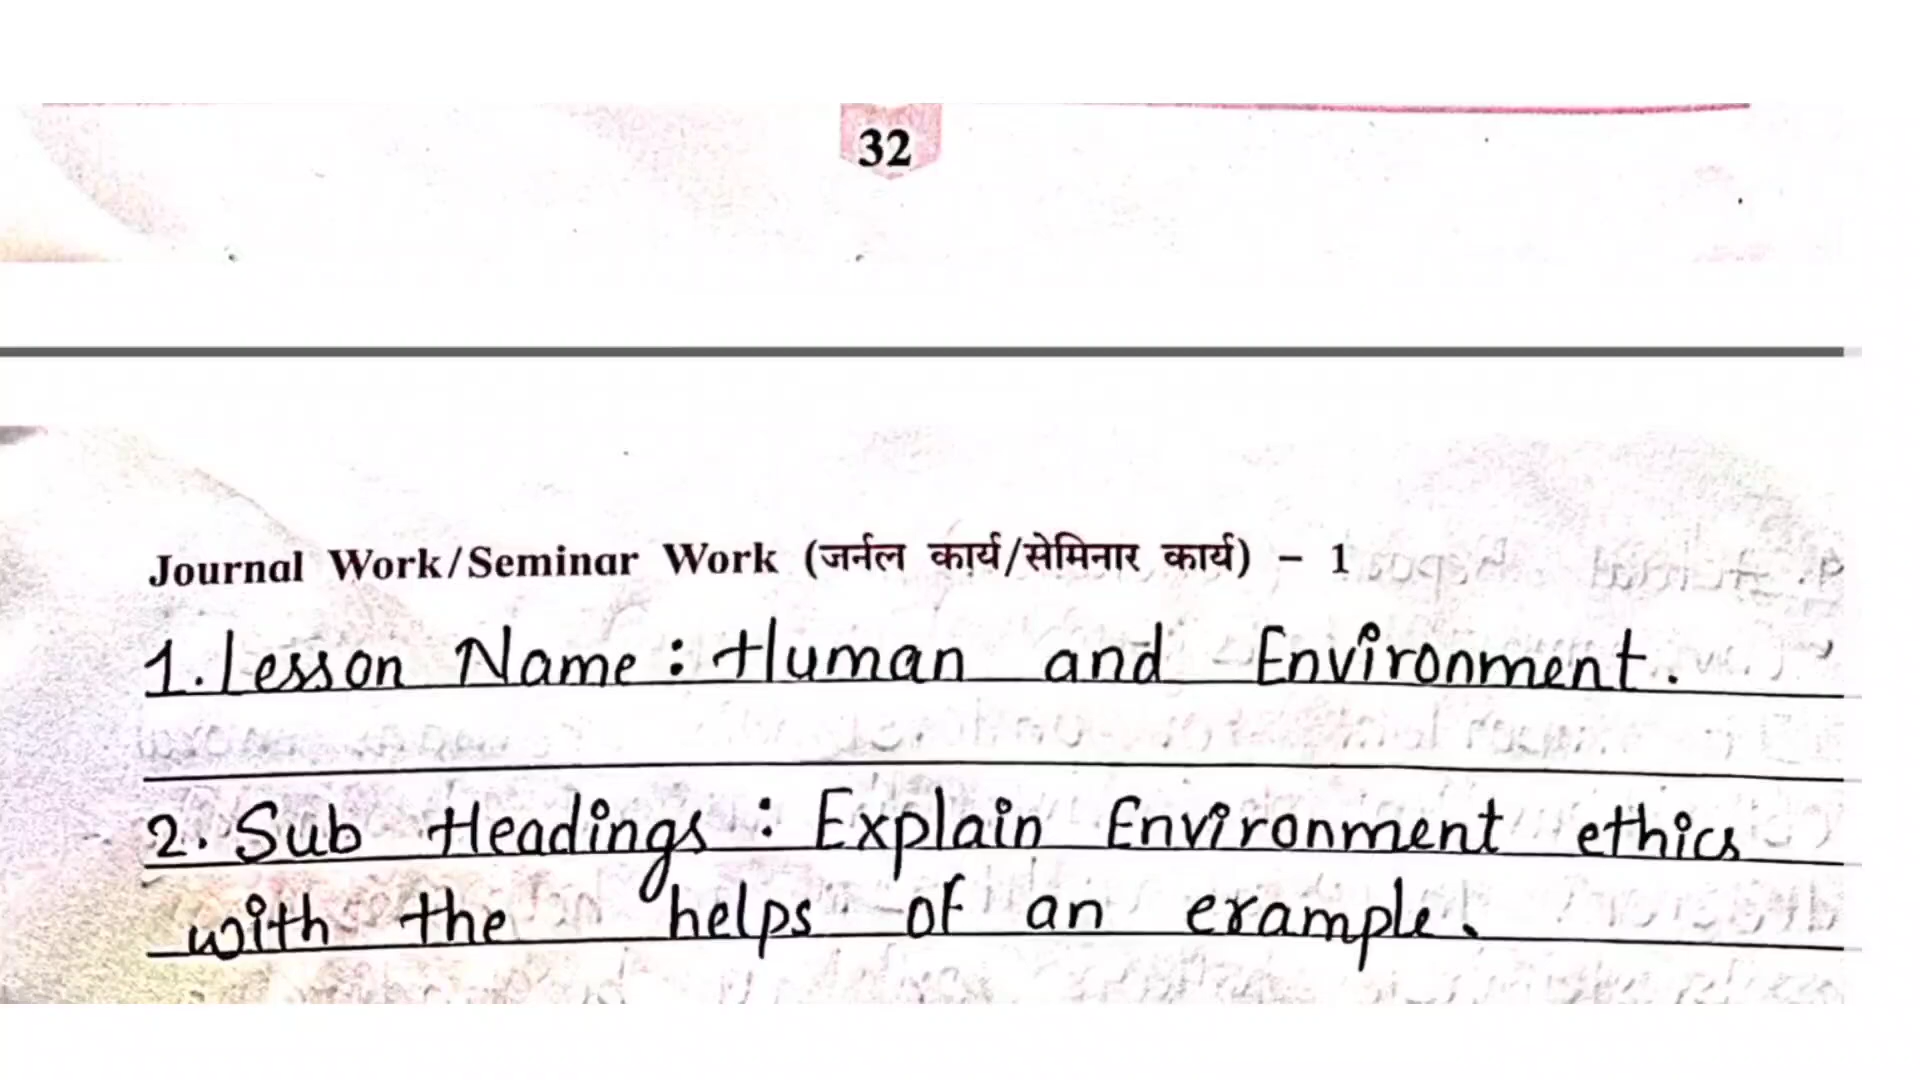 32
Journal Work/Seminar Work (जर्नल कार्य/सेमिनार कार्य) – 1
1. Lesson Name : Human and Environment.
2. Sub Headings : Explain Environment ethics
with the helps of an example.